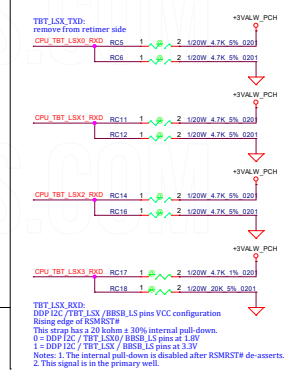 +3VALW_PCH
TBT_LSX_TXD:
remove from retimer side
CPU_TBT_LSX0_RXD RC5 1 2 1/20W_4.7K_5%_0201
RC6 1 2 1/20W_4.7K_5%_0201
+3VALW_PCH
CPU_TBT_LSX1_RXD RC11 1 2 1/20W_4.7K_5%_0201
RC12 1 2 1/20W_4.7K_5%_0201
+3VALW_PCH
CPU_TBT_LSX2_RXD RC14 1 2 1/20W_4.7K_5%_0201
RC16 1 2 1/20W_4.7K_5%_0201
+3VALW_PCH
CPU_TBT_LSX3_RXD RC17 1 2 1/20W_4.7K_1%_0201
RC18 1 2 1/20W_20K_5%_0201
TBT_LSX_RXD:
DDP I2C /TBT_LSX /BBSB_LS pins VCC configuration
Rising edge of RSMRST#
This strap has a 20 kohm ± 30% internal pull-down.
0 = DDP I2C / TBT_LSX0/ BBSB_LS pins at 1.8V
1 = DDP I2C / TBT_LSX / BBSB_LS pins at 3.3V
Notes: 1. The internal pull-down is disabled after RSMRST# de-asserts.
2. This signal is in the primary well.